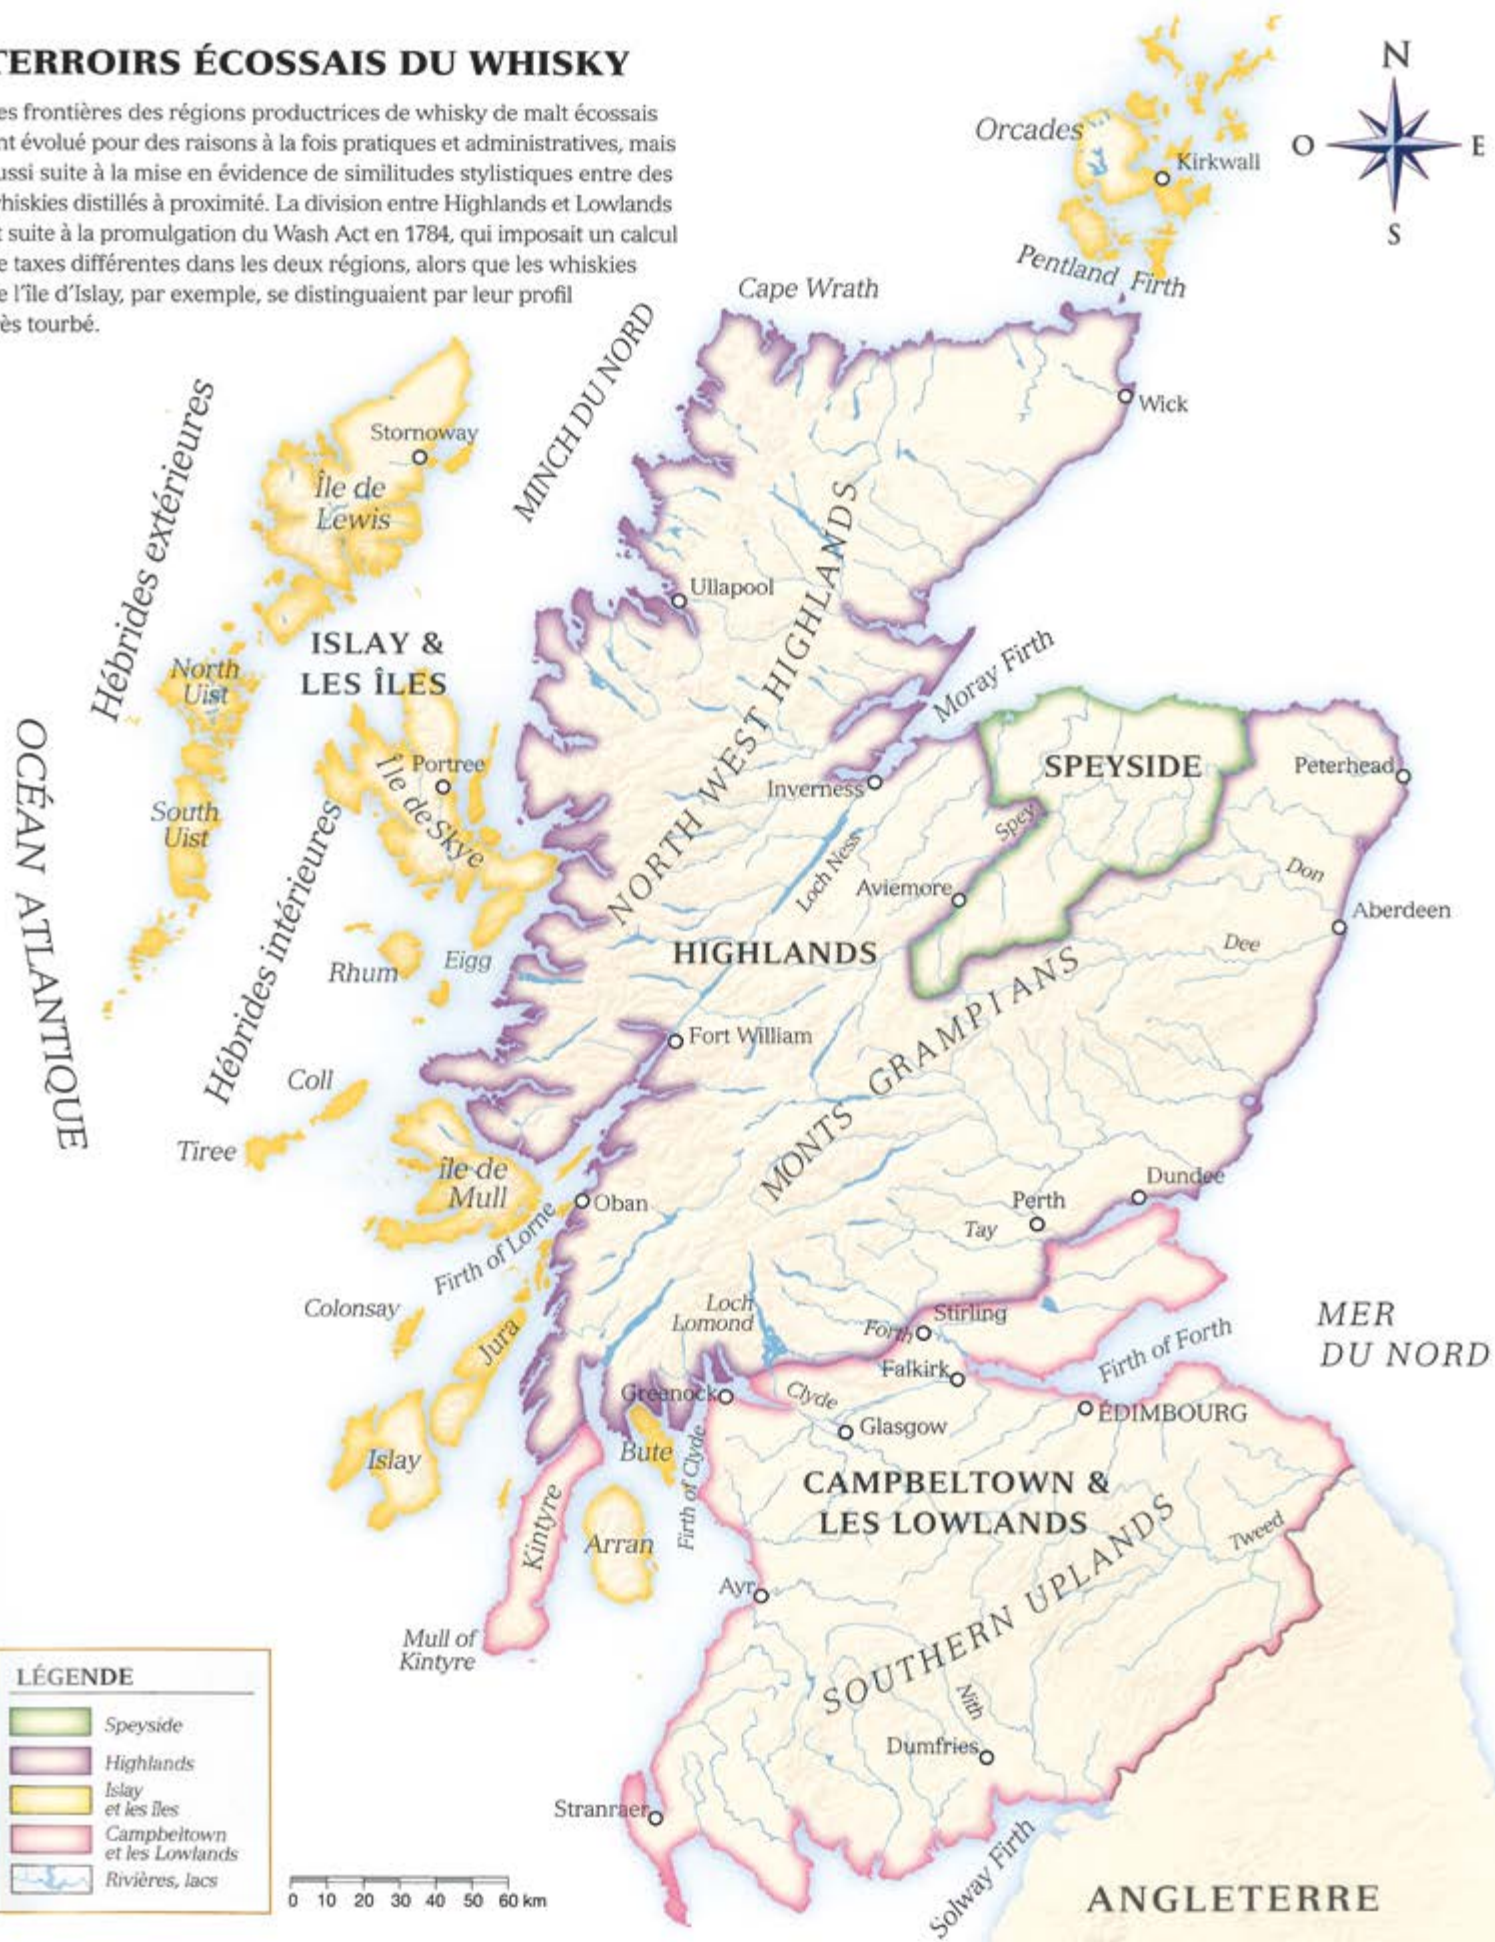 TERROIRS ÉCOSSAIS DU WHISKY
es frontières des régions productrices de whisky de malt écossais
nt évolué pour des raisons à la fois pratiques et administratives, mais
ussi suite à la mise en évidence de similitudes stylistiques entre des
hiskies distillés à proximité. La division entre Highlands et Lowlands
t suite à la promulgation du Wash Act en 1784, qui imposait un calcul
e taxes différentes dans les deux régions, alors que les whiskies
e l'île d'Islay, par exemple, se distinguaient par leur profil
ès tourbé.
N
O
E
S
Orcades
Kirkwall
Pentland Firth
Cape Wrath
MINCH DU NORD
Wick
Hébrides extérieures
Stornoway
Île de
Lewis
Ullapool
ISLAY &
LES ÎLES
North
Uist
NORTH WEST HIGHLANDS
Moray Firth
OCÉAN ATLANTIQUE
Portree
Île de Skye
South
Uist
Inverness
SPEYSIDE
Peterhead
Spey
Loch Ness
Don
Aviemore
Aberdeen
Dee
Hébrides intérieures
HIGHLANDS
Rhum
Eigg
MONTS GRAMPIANS
Fort William
Coll
Tiree
île de
Mull
Oban
Dundee
Perth
Tay
Firth of Lorne
Colonsay
Jura
Loch
Lomond
Forth
Stirling
MER
DU NORD
Firth of Forth
Falkirk
Greenock
Clyde
ÉDIMBOURG
Glasgow
Islay
Bute
Firth of Clyde
CAMPBELTOWN &
LES LOWLANDS
Kintyre
Arran
Tweed
Ayr
SOUTHERN UPLANDS
Mull of
Kintyre
Nith
Dumfries
Stranraer
Solway Firth
ANGLETERRE
LÉGENDE
Speyside
Highlands
Islay
et les îles
Campbeltown
et les Lowlands
Rivières, lacs
0 10 20 30 40 50 60 km